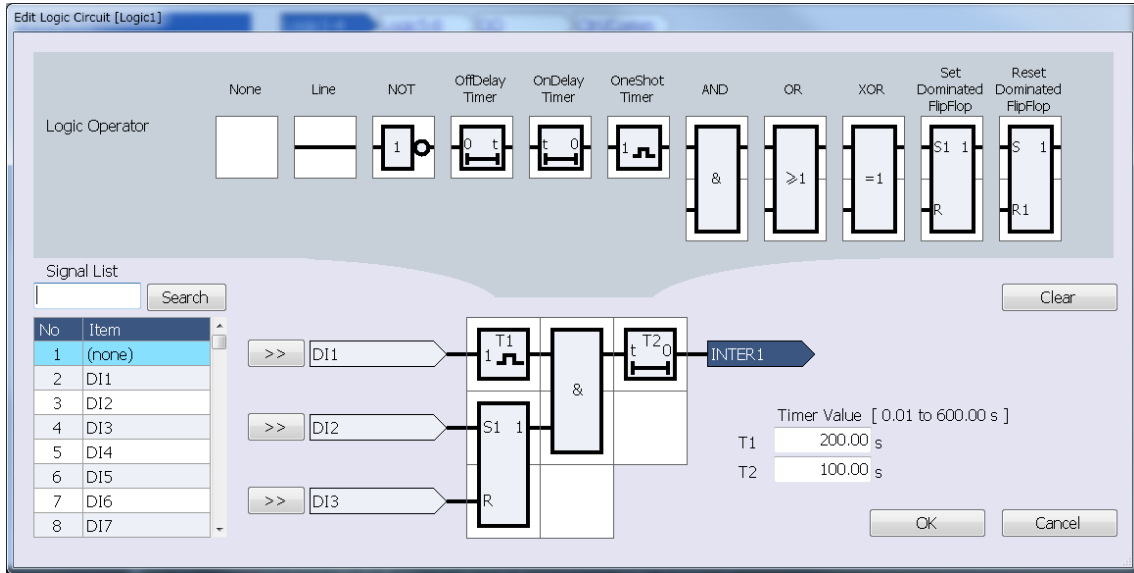 Edit Logic Circuit [Logic1]
Logic Operator
None
Line
NOT
OffDelay
Timer
OnDelay
Timer
OneShot
Timer
AND
OR
XOR
Set
Dominated
FlipFlop
Reset
Dominated
FlipFlop
1
0 t
t 0
1
&
≥1
=1
S1 1
R
S 1
R1
Signal List
Search
Clear
No Item
1 (none)
2 DI1
3 DI2
4 DI3
5 DI4
6 DI5
7 DI6
8 DI7
>> DI1
T1
1
&
T2
t 0
INTER1
>> DI2
S1 1
>> DI3
R
Timer Value [ 0.01 to 600.00 s ]
T1 200.00 s
T2 100.00 s
OK
Cancel